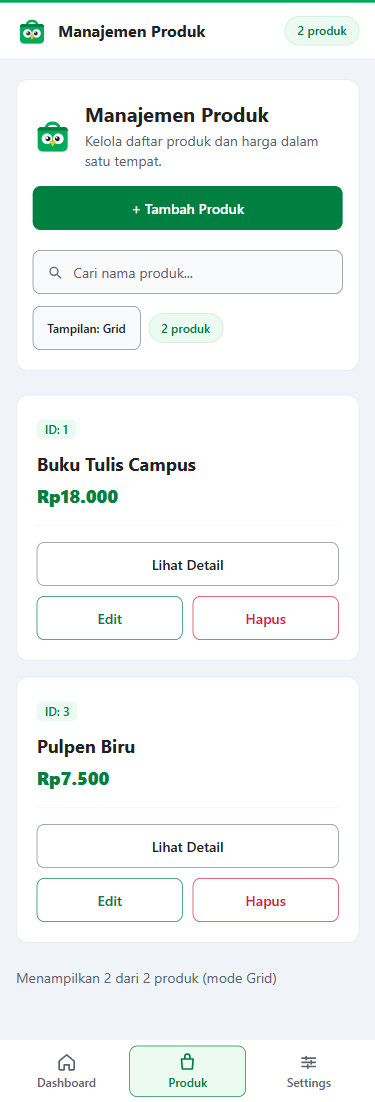 Manajemen Produk
2 produk
Manajemen Produk
Kelola daftar produk dan harga dalam
satu tempat.
+ Tambah Produk
Cari nama produk...
Tampilan: Grid
2 produk
ID: 1
Buku Tulis Campus
Rp18.000
Lihat Detail
Edit
Hapus
ID: 3
Pulpen Biru
Rp7.500
Lihat Detail
Edit
Hapus
Menampilkan 2 dari 2 produk (mode Grid)
Dashboard
Produk
Settings